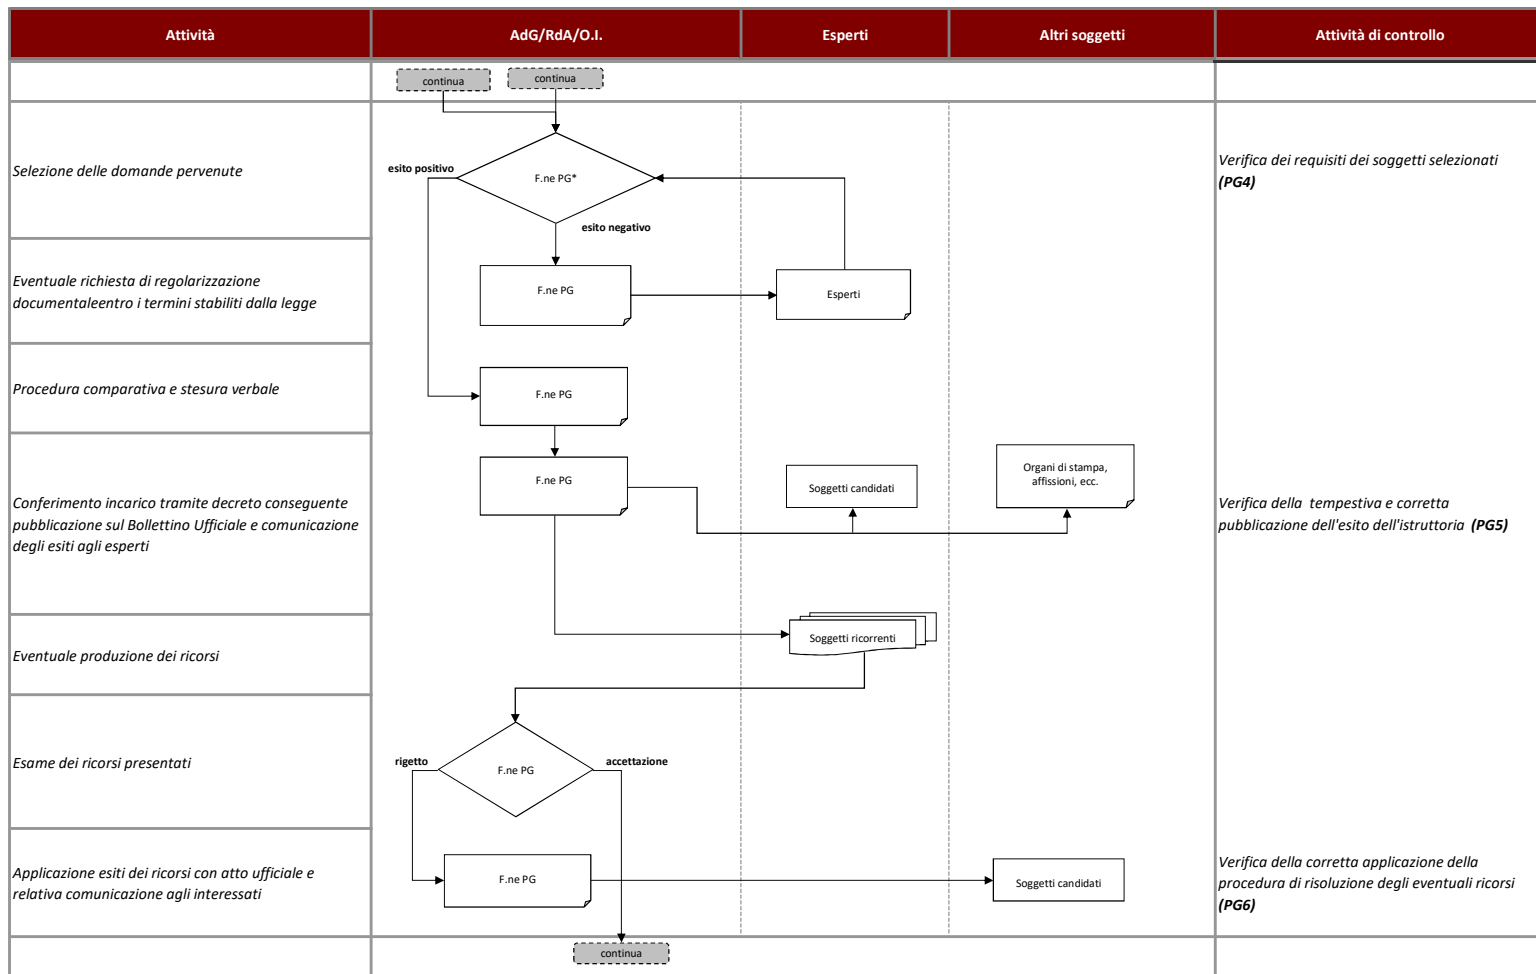 Attività
AdG/RdA/O.I.
Esperti
Altri soggetti
Attività di controllo
continua
continua
Selezione delle domande pervenute
esito positivo
F.ne PG*
esito negativo
Verifica dei requisiti dei soggetti selezionati
(PG4)
Eventuale richiesta di regolarizzazione
documentaleentro i termini stabiliti dalla legge
F.ne PG
Esperti
Procedura comparativa e stesura verbale
F.ne PG
Conferimento incarico tramite decreto conseguente
pubblicazione sul Bollettino Ufficiale e comunicazione
degli esiti agli esperti
F.ne PG
Soggetti candidati
Organi di stampa,
affissioni, ecc.
Verifica della  tempestiva e corretta
pubblicazione dell'esito dell'istruttoria  (PG5)
Eventuale produzione dei ricorsi
Soggetti ricorrenti
Esame dei ricorsi presentati
rigetto
F.ne PG
accettazione
Applicazione esiti dei ricorsi con atto ufficiale e
relativa comunicazione agli interessati
F.ne PG
Soggetti candidati
Verifica della corretta applicazione della
procedura di risoluzione degli eventuali ricorsi
(PG6)
continua